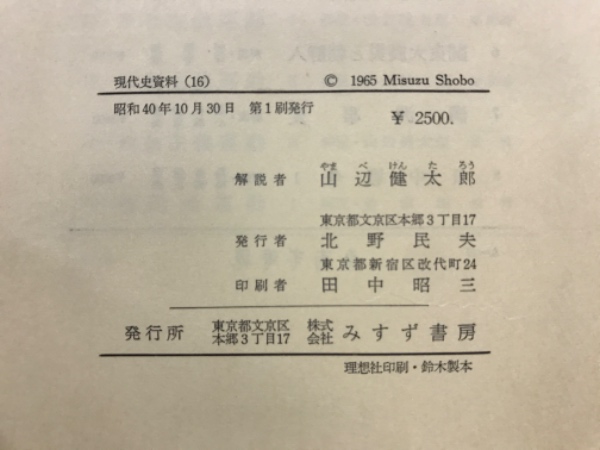 現代史資料 (16) © 1965 Misuzu Shobo
昭和40年10月30日 第1刷発行 ¥ 2500.
やま べ けん た ろう
解説者 山辺健太郎
東京都文京区本郷3丁目17
発行者 北野民夫
東京都新宿区改代町24
印刷者 田中昭三
発行所 東京都文京区本郷3丁目17 株式会社 みすず書房
理想社印刷・鈴木製本